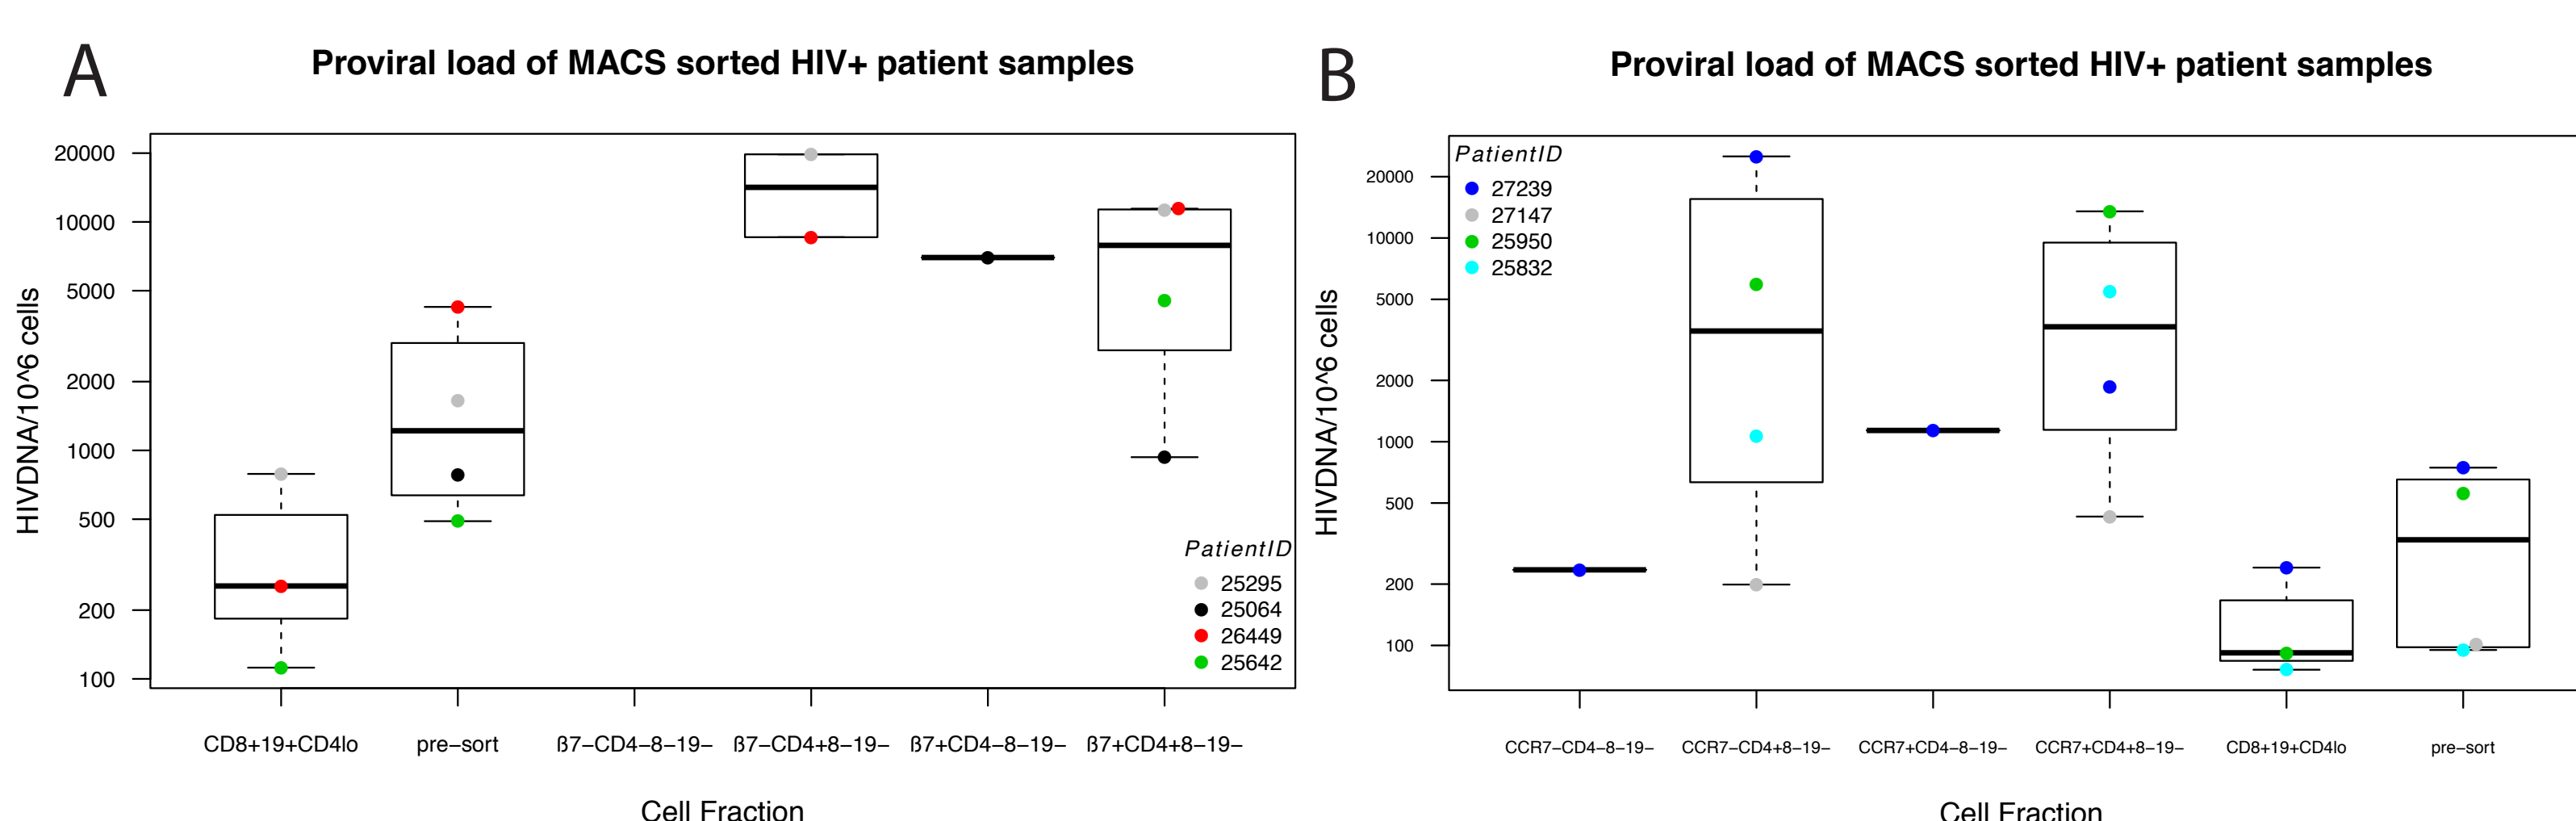 A
Proviral load of MACS sorted HIV+ patient samples
HIVDNA/10^6 cells
20000
10000
5000
2000
1000
500
200
100
PatientID
25295
25064
26449
25642
CD8+19+CD4lo
pre−sort
ß7−CD4−8−19−
ß7−CD4+8−19−
ß7+CD4−8−19−
ß7+CD4+8−19−
Cell Fraction
B
Proviral load of MACS sorted HIV+ patient samples
HIVDNA/10^6 cells
20000
10000
5000
2000
1000
500
200
100
PatientID
27239
27147
25950
25832
CCR7−CD4−8−19−
CCR7−CD4+8−19−
CCR7+CD4−8−19−
CCR7+CD4+8−19−
CD8+19+CD4lo
pre−sort
Cell Fraction